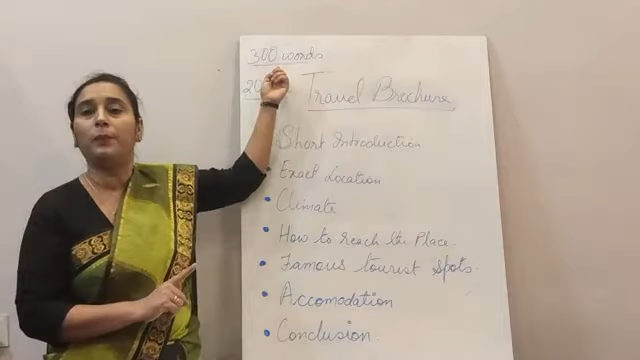 300 words
20
Travel Brochure
Short Introduction
Exact Location
Climate
How to reach the Place.
Famous tourist Spots.
Accomodation
Conclusion.